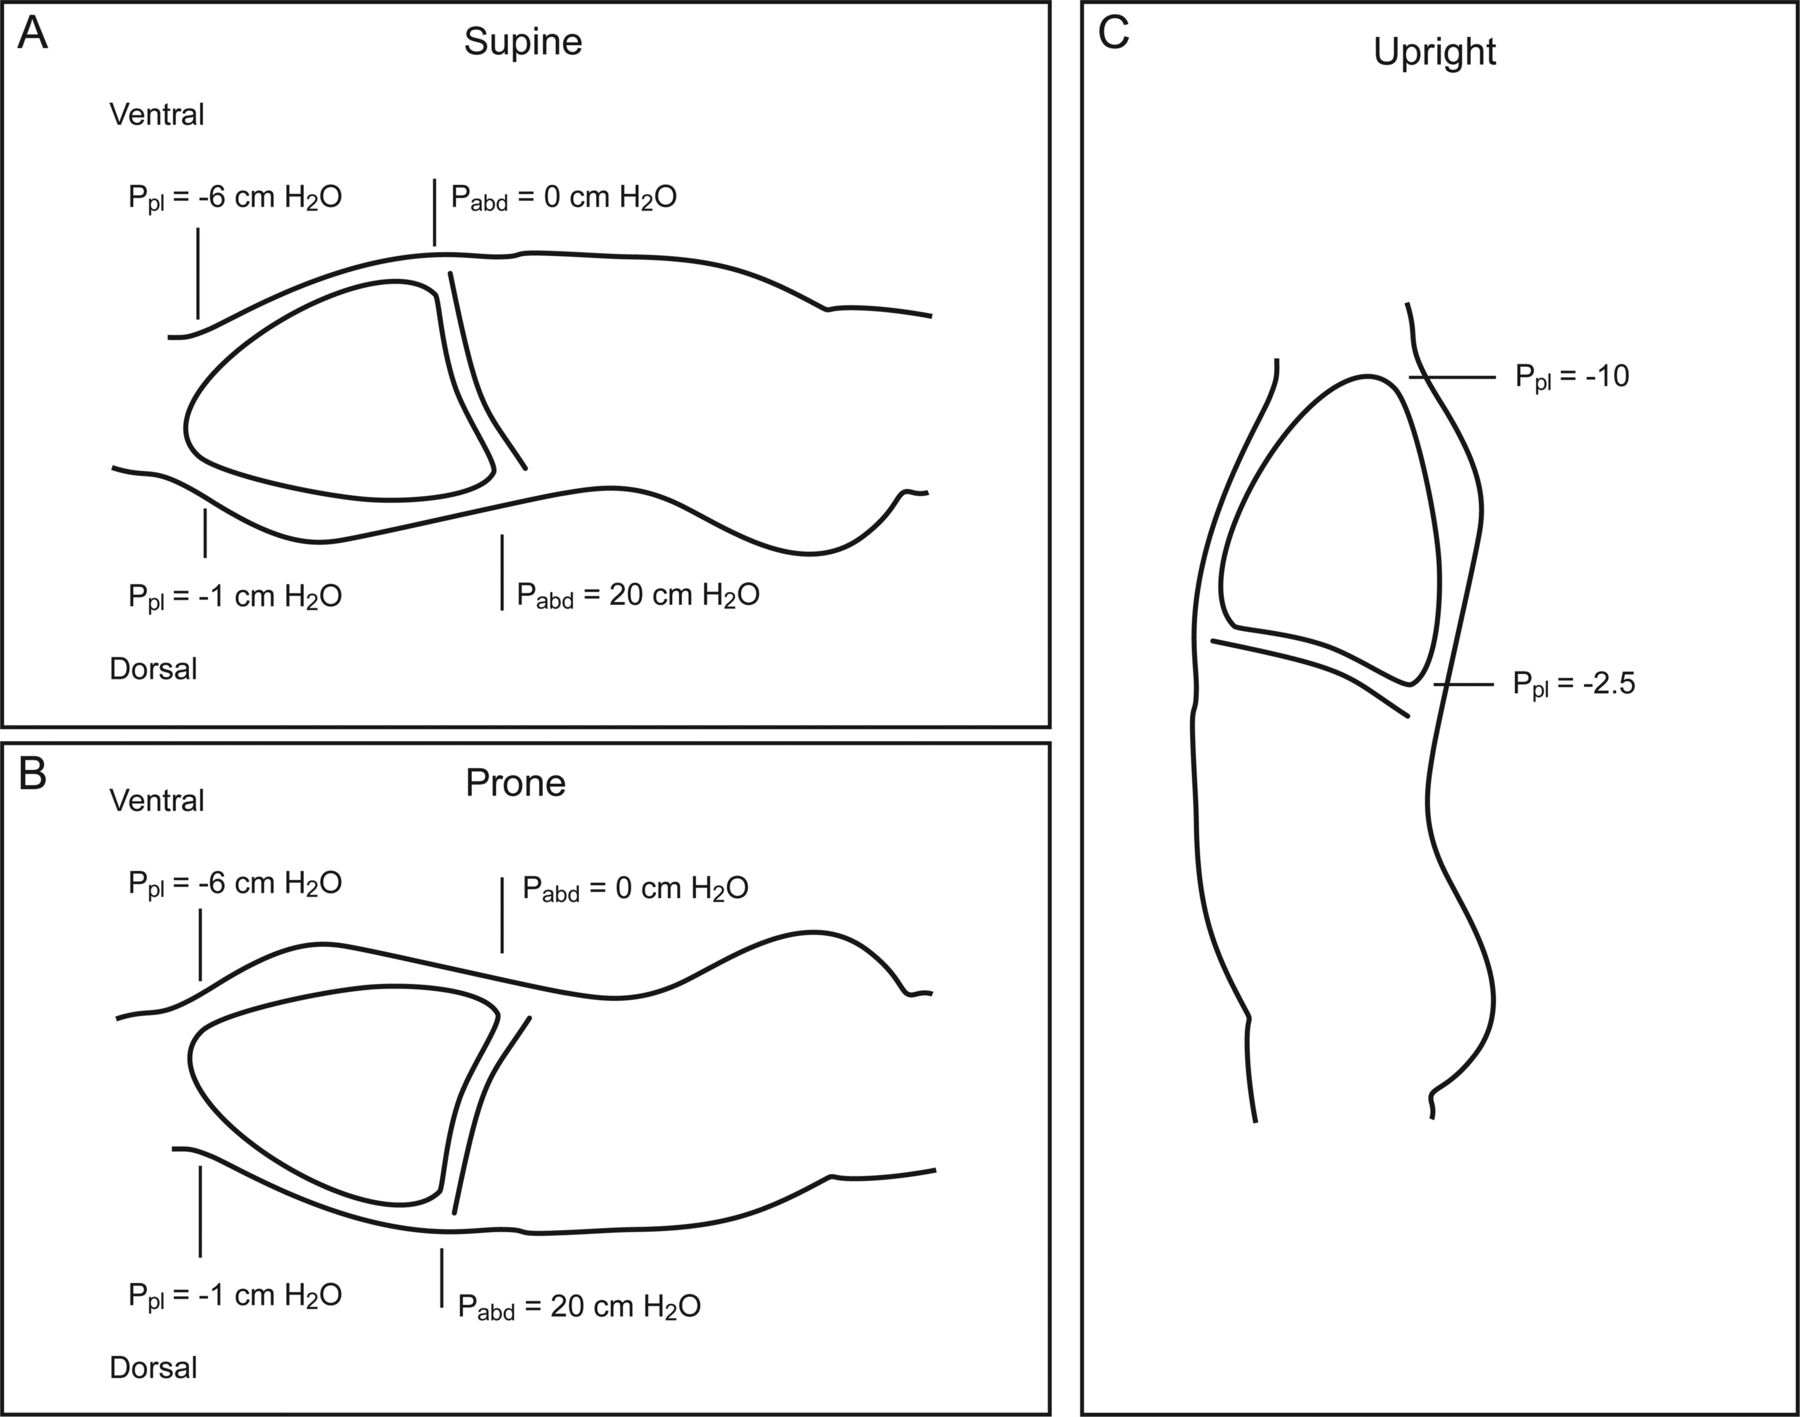 A
Supine
Ventral
Ppl = -6 cm H2O
Pabd = 0 cm H2O
Ppl = -1 cm H2O
Pabd = 20 cm H2O
Dorsal
B
Prone
Ventral
Ppl = -6 cm H2O
Pabd = 0 cm H2O
Ppl = -1 cm H2O
Pabd = 20 cm H2O
Dorsal
C
Upright
Ppl = -10
Ppl = -2.5